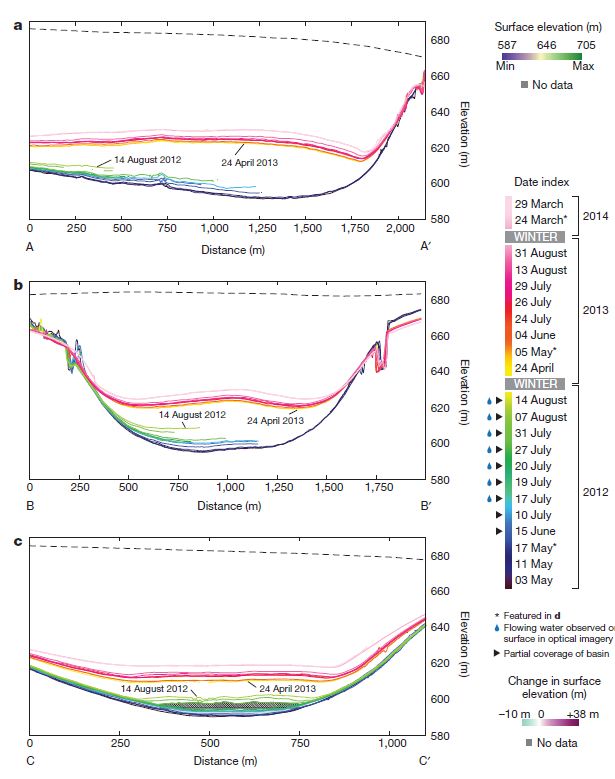 a
680
660
640
620
600
580
Elevation (m)
14 August 2012
24 April 2013
0
250
500
750
1,000
1,250
1,500
1,750
2,000
A
Distance (m)
A′
b
680
660
640
620
600
580
Elevation (m)
14 August 2012
24 April 2013
0
250
500
750
1,000
1,250
1,500
1,750
B
Distance (m)
B′
c
680
660
640
620
600
580
Elevation (m)
14 August 2012
24 April 2013
0
250
500
750
1,000
C
Distance (m)
C′
Surface elevation (m)
587 646 705
Min Max
No data
Date index
29 March
24 March*
2014
WINTER
31 August
13 August
29 July
26 July
24 July
04 June
05 May*
24 April
2013
WINTER
14 August
07 August
31 July
27 July
20 July
19 July
17 July
10 July
15 June
17 May*
11 May
03 May
2012
* Featured in d
Flowing water observed on
surface in optical imagery
Partial coverage of basin
Change in surface
elevation (m)
−10 m 0 +38 m
No data